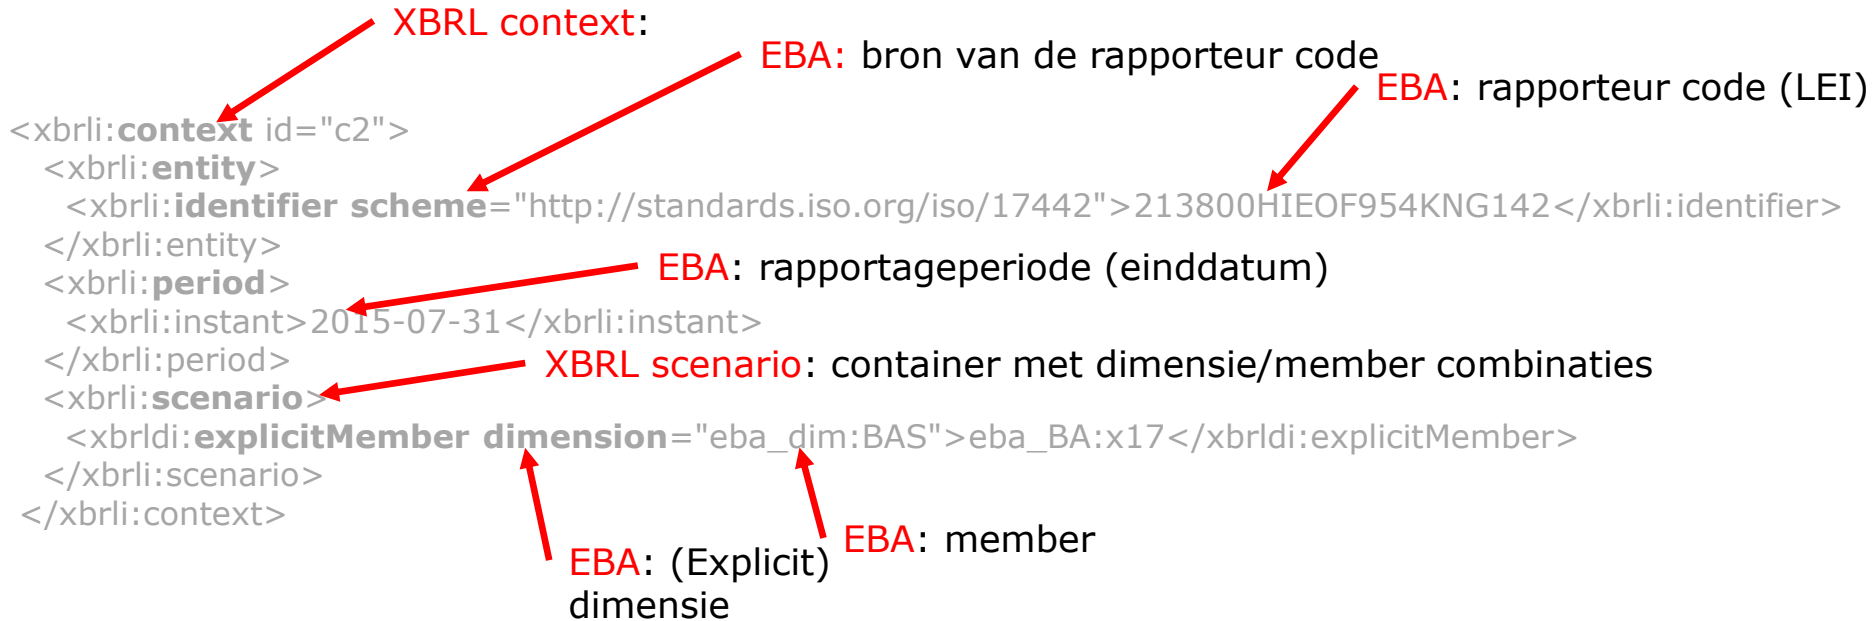 XBRL context:
EBA: bron van de rapporteur code
EBA: rapporteur code (LEI)
<xbrli:context id="c2">
<xbrli:entity>
<xbrli:identifier scheme="http://standards.iso.org/iso/17442">213800HIEOF954KNG142</xbrli:identifier>
</xbrli:entity>
EBA: rapportageperiode (einddatum)
<xbrli:period>
<xbrli:instant>2015-07-31</xbrli:instant>
</xbrli:period>
XBRL scenario: container met dimensie/member combinaties
<xbrli:scenario>
<xbrldi:explicitMember dimension="eba_dim:BAS">eba_BA:x17</xbrldi:explicitMember>
</xbrli:scenario>
</xbrli:context>
EBA: member
EBA: (Explicit)
dimensie